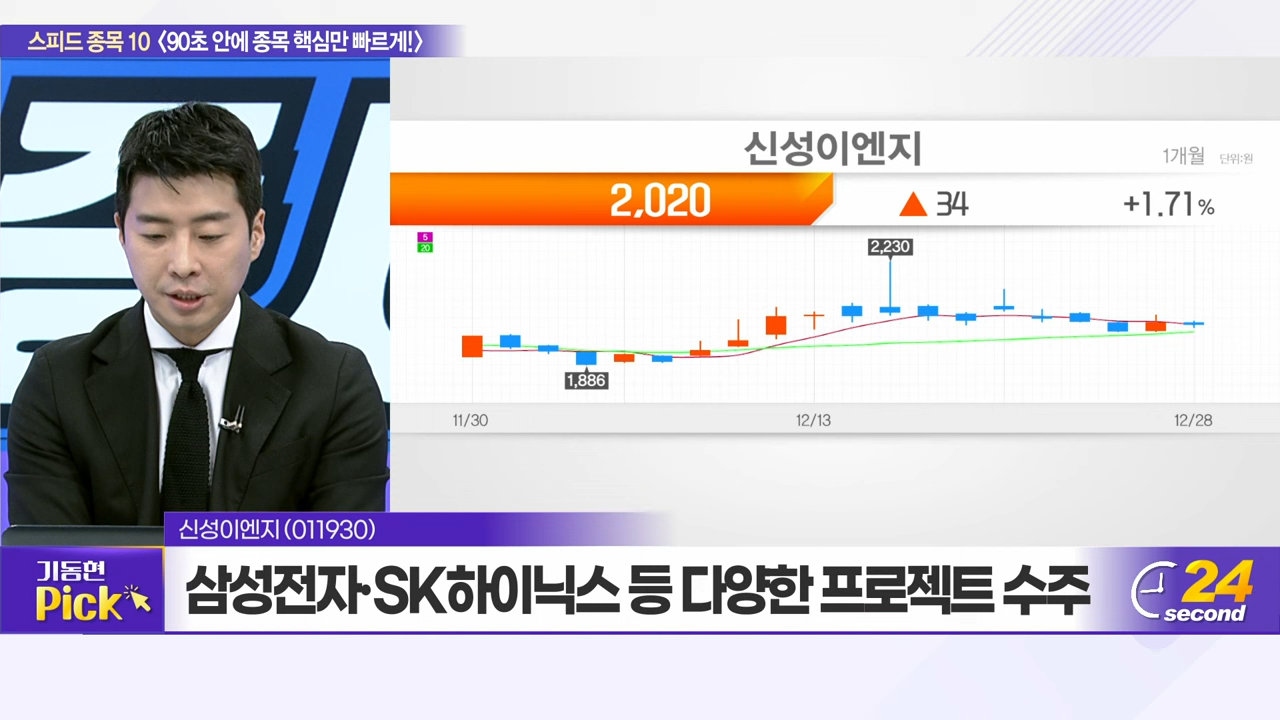 스피드 종목 10 〈90초 안에 종목 핵심만 빠르게!〉
신성이엔지
1개월 단위:원
2,020 ▲ 34 +1.71%
5
20
2,230
1,886
11/30 12/13 12/28
신성이엔지(011930)
기동현
Pick
삼성전자·SK하이닉스 등 다양한 프로젝트 수주
24
second